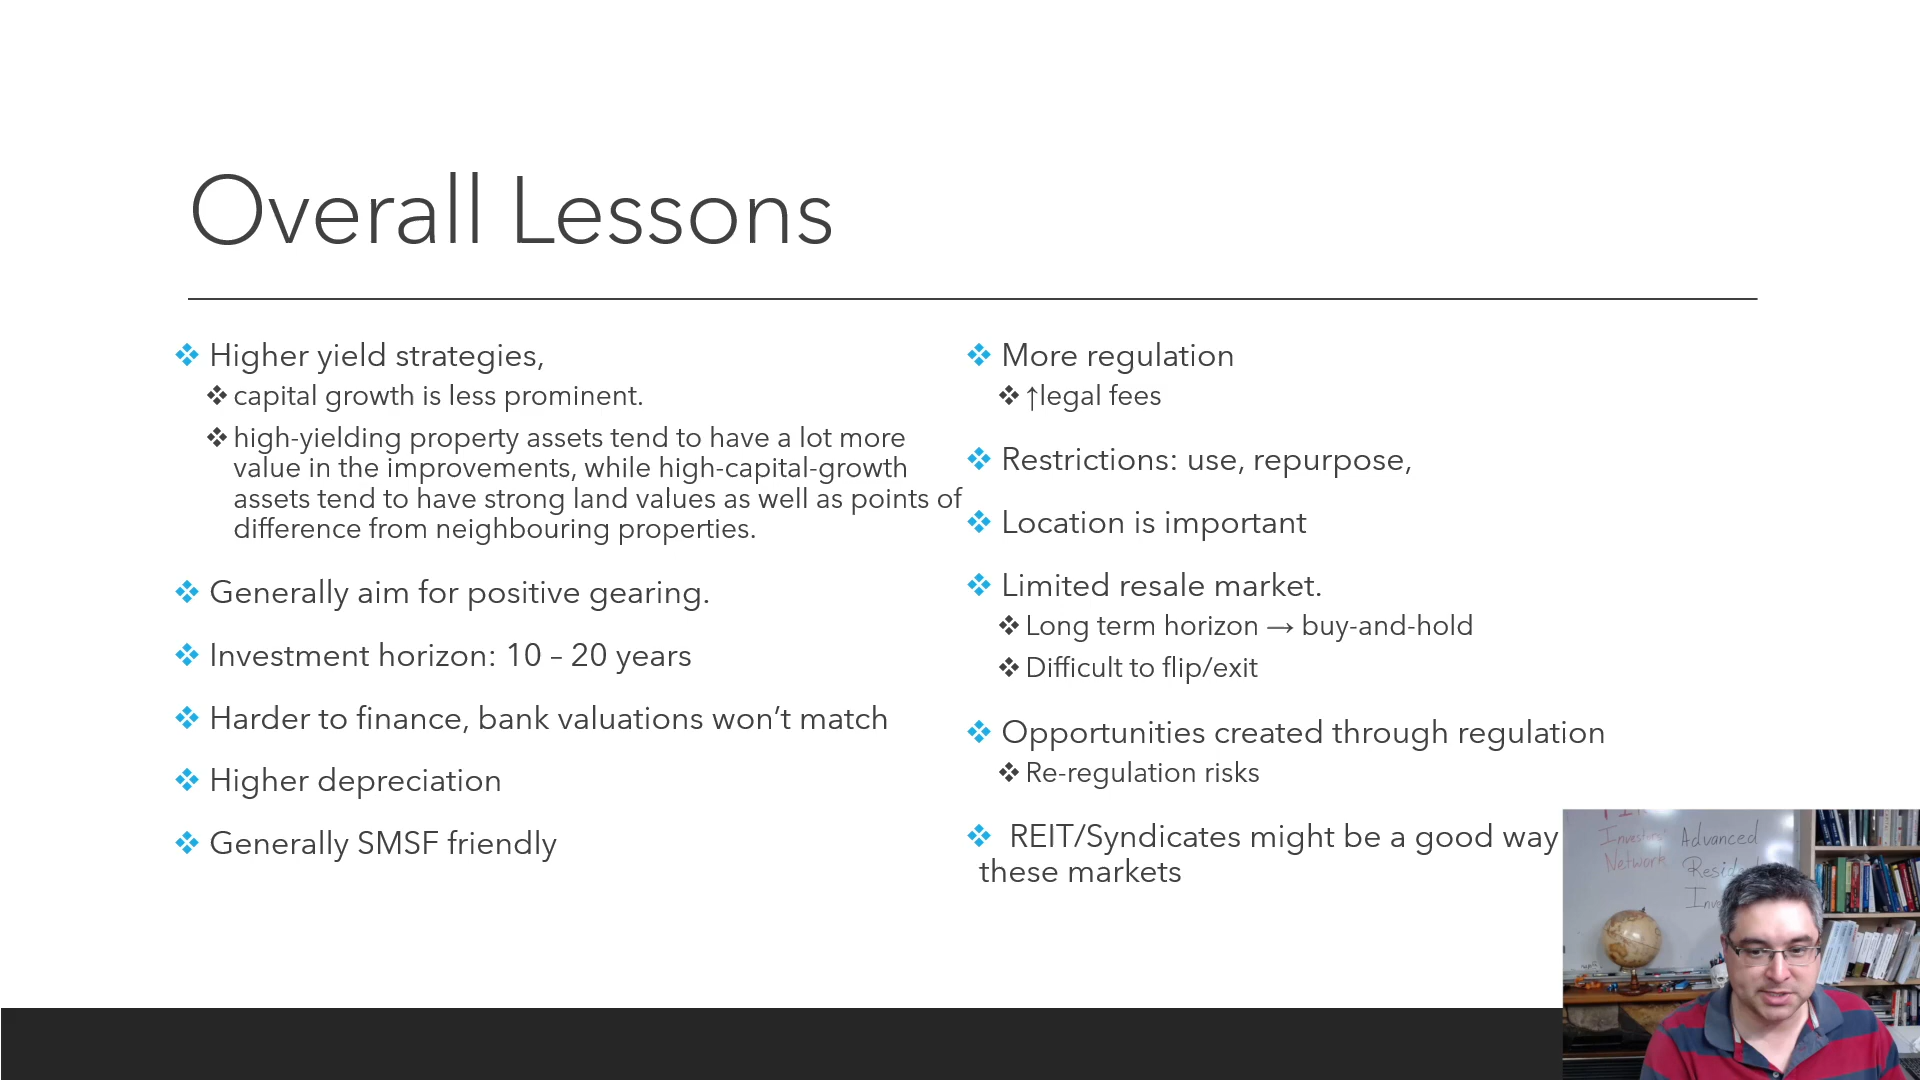 Overall Lessons
❖ Higher yield strategies,
❖ capital growth is less prominent.
❖ high-yielding property assets tend to have a lot more
value in the improvements, while high-capital-growth
assets tend to have strong land values as well as points of
difference from neighbouring properties.
❖ Generally aim for positive gearing.
❖ Investment horizon: 10 – 20 years
❖ Harder to finance, bank valuations won’t match
❖ Higher depreciation
❖ Generally SMSF friendly
❖ More regulation
❖ ↑legal fees
❖ Restrictions: use, repurpose,
❖ Location is important
❖ Limited resale market.
❖ Long term horizon → buy-and-hold
❖ Difficult to flip/exit
❖ Opportunities created through regulation
❖ Re-regulation risks
❖ REIT/Syndicates might be a good way
these markets
Network
Advanced